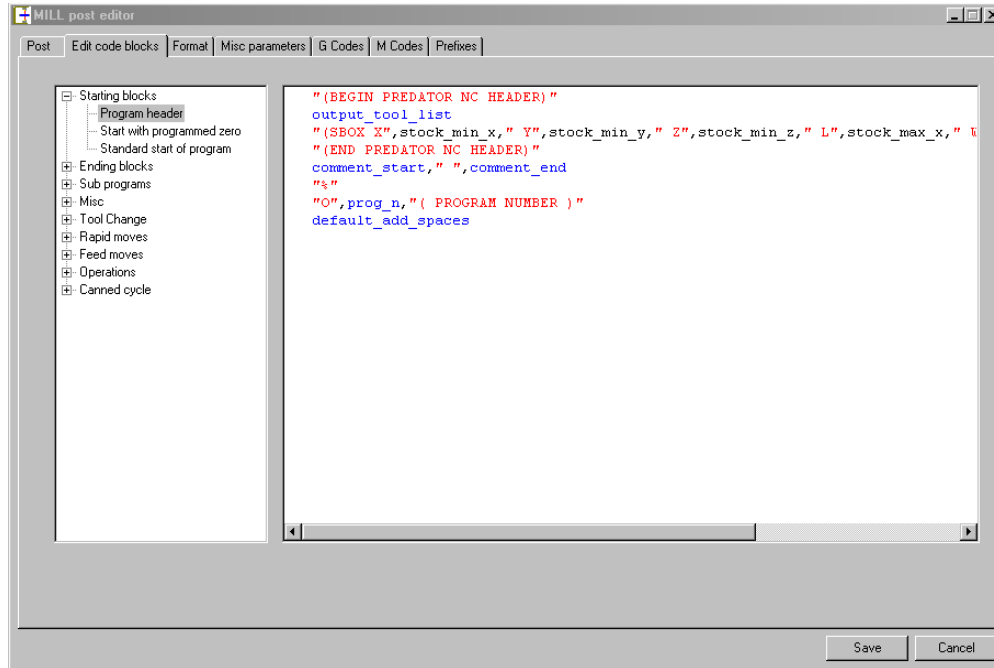 MILL post editor
Post Edit code blocks Format Misc parameters G Codes M Codes Prefixes
Starting blocks
Program header
Start with programmed zero
Standard start of program
Ending blocks
Sub programs
Misc
Tool Change
Rapid moves
Feed moves
Operations
Canned cycle
"(BEGIN PREDATOR NC HEADER)"
output_tool_list
"(SBOX X",stock_min_x," Y",stock_min_y," Z",stock_min_z," L",stock_max_x,"
"(END PREDATOR NC HEADER)"
comment_start," ",comment_end
"%"
"O",prog_n,"( PROGRAM NUMBER )"
default_add_spaces
Save Cancel